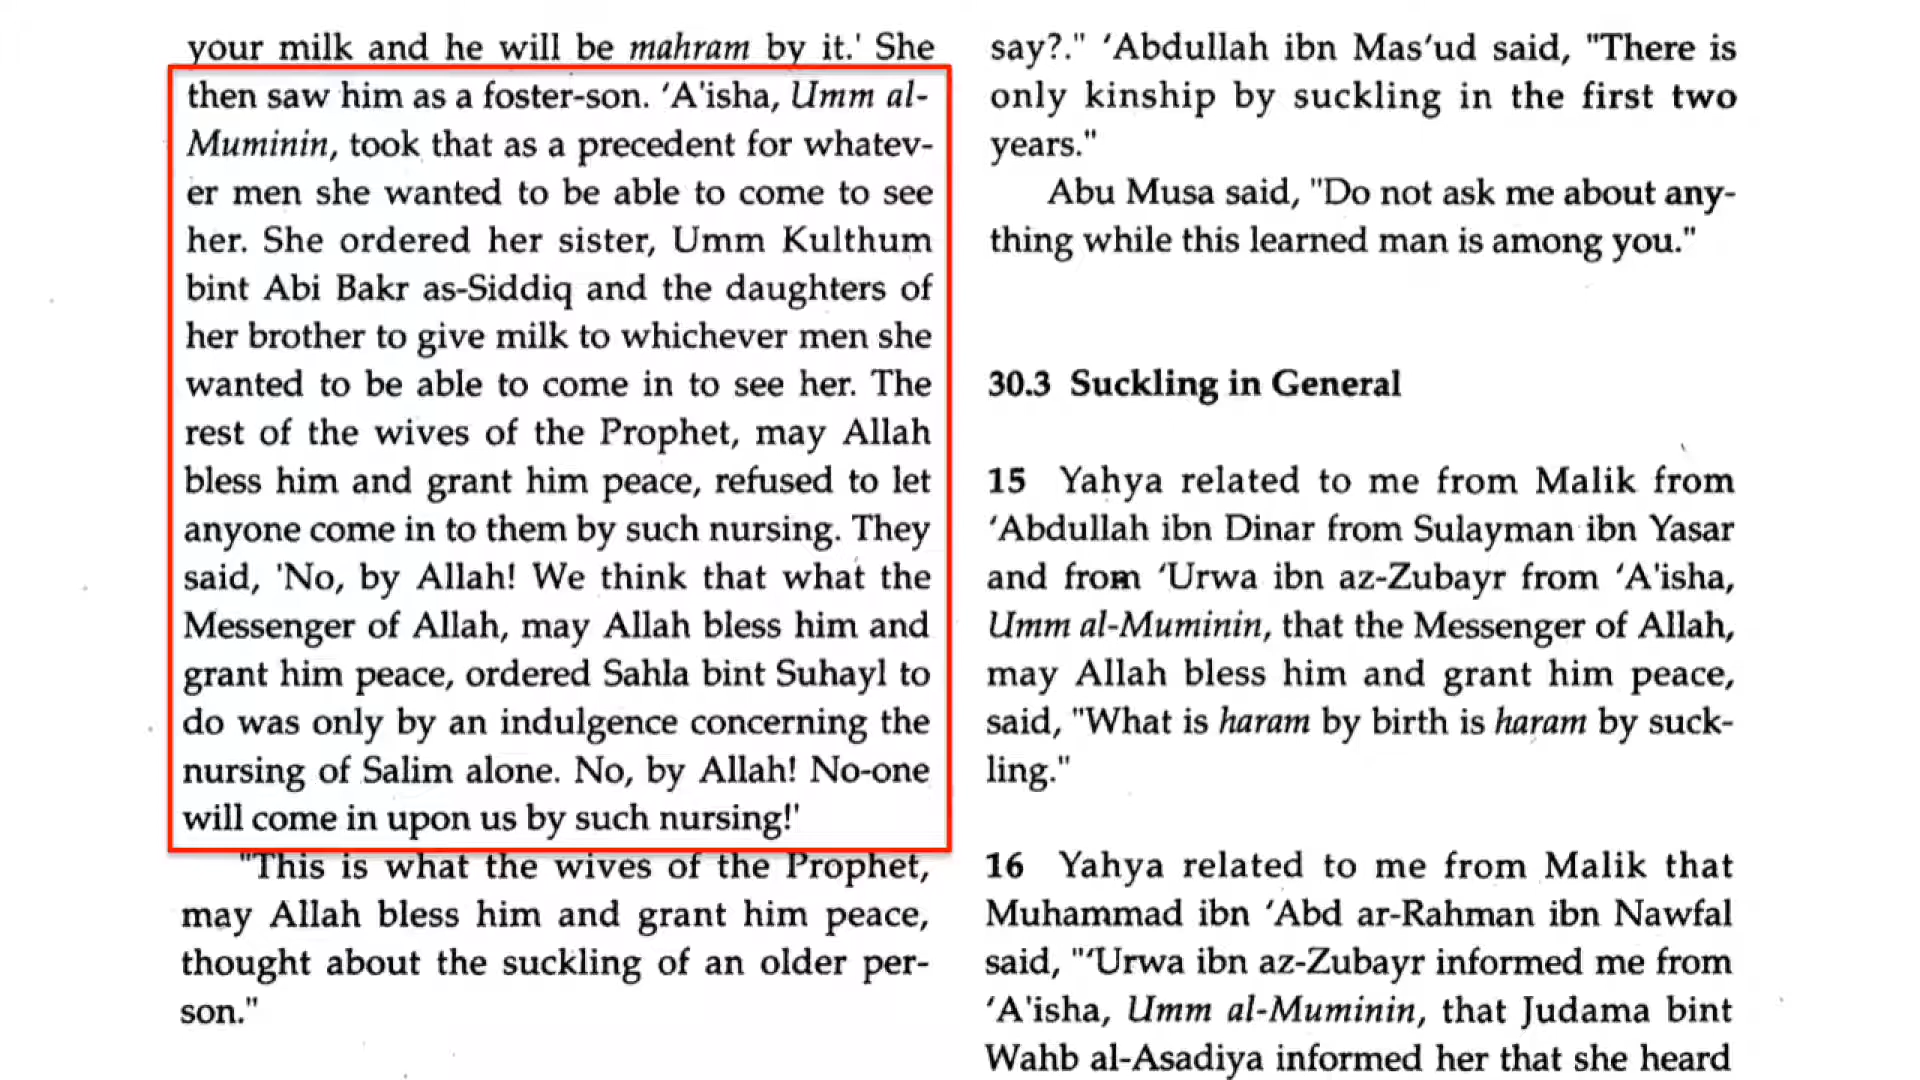 your milk and he will be mahram by it.' She
then saw him as a foster-son. ‘A'isha, Umm al-
Muminin, took that as a precedent for whatev-
er men she wanted to be able to come to see
her. She ordered her sister, Umm Kulthum
bint Abi Bakr as-Siddiq and the daughters of
her brother to give milk to whichever men she
wanted to be able to come in to see her. The
rest of the wives of the Prophet, may Allah
bless him and grant him peace, refused to let
anyone come in to them by such nursing. They
said, 'No, by Allah! We think that what the
Messenger of Allah, may Allah bless him and
grant him peace, ordered Sahla bint Suhayl to
do was only by an indulgence concerning the
nursing of Salim alone. No, by Allah! No-one
will come in upon us by such nursing!'
"This is what the wives of the Prophet,
may Allah bless him and grant him peace,
thought about the suckling of an older per-
son."
say?." ‘Abdullah ibn Mas‘ud said, "There is
only kinship by suckling in the first two
years."
Abu Musa said, "Do not ask me about any-
thing while this learned man is among you."
30.3 Suckling in General
15 Yahya related to me from Malik from
‘Abdullah ibn Dinar from Sulayman ibn Yasar
and from ‘Urwa ibn az-Zubayr from ‘A'isha,
Umm al-Muminin, that the Messenger of Allah,
may Allah bless him and grant him peace,
said, "What is haram by birth is haram by suck-
ling."
16 Yahya related to me from Malik that
Muhammad ibn ‘Abd ar-Rahman ibn Nawfal
said, "‘Urwa ibn az-Zubayr informed me from
‘A'isha, Umm al-Muminin, that Judama bint
Wahb al-Asadiya informed her that she heard